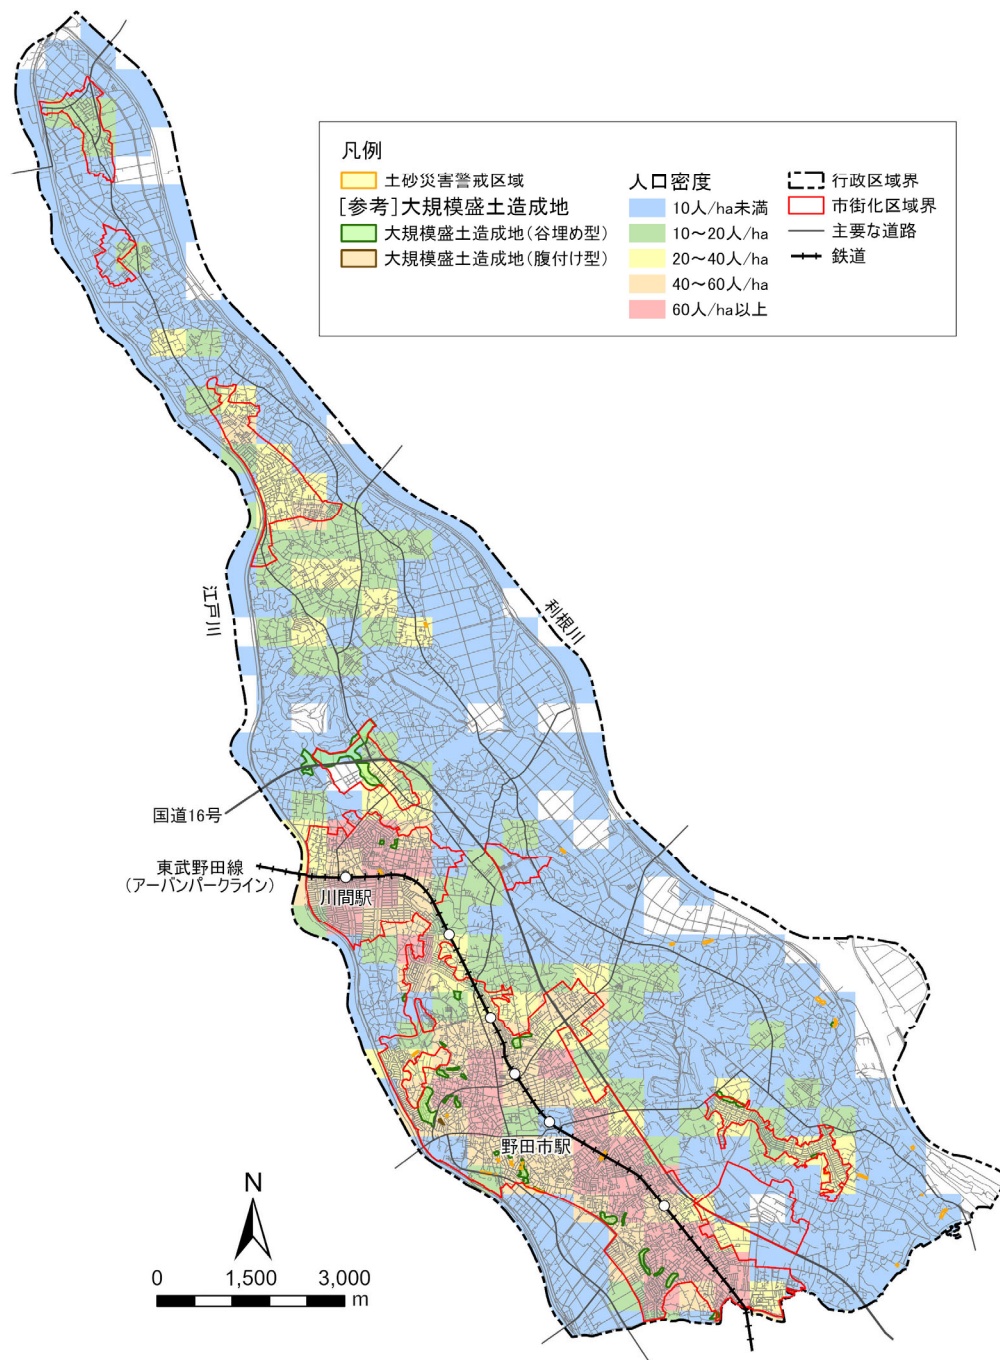 凡例
土砂災害警戒区域
[参考]大規模盛土造成地
大規模盛土造成地(谷埋め型)
大規模盛土造成地(腹付け型)
人口密度
10人/ha未満
10～20人/ha
20～40人/ha
40～60人/ha
60人/ha以上
行政区域界
市街化区域界
主要な道路
鉄道
江戸川
利根川
国道16号
東武野田線
(アーバンパークライン)
川間駅
野田市駅
N
0 1,500 3,000
m